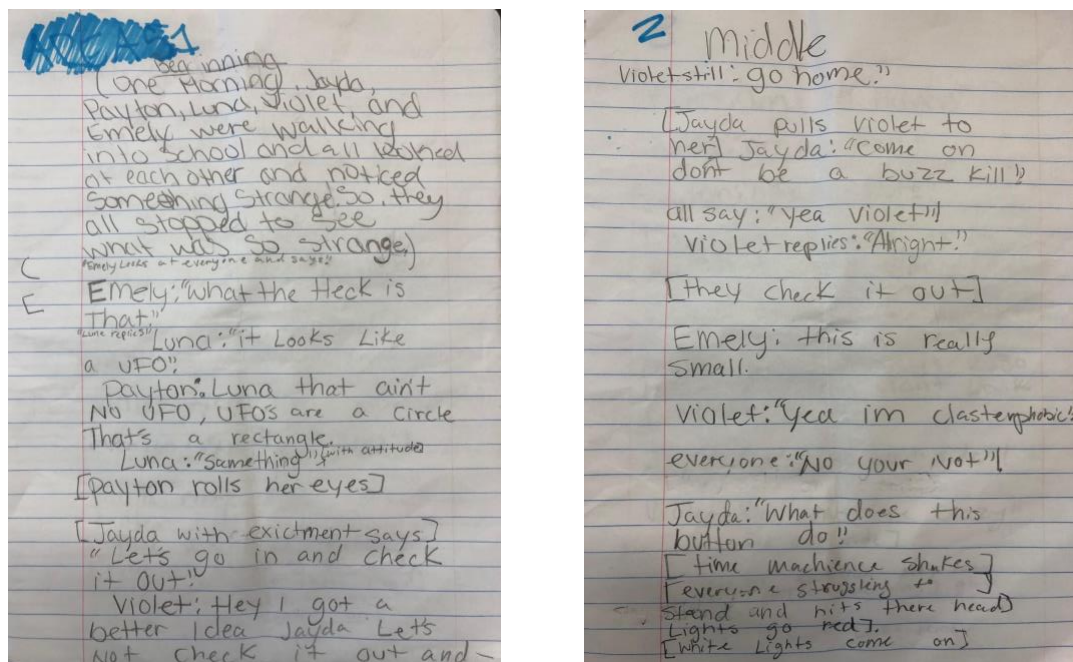 beginning
(One Morning), Jayda,
Payton, Luna, Violet, and
Emely were walking
into school and all looked
at each other and noticed
Something Strange. So, they
all stopped to see
what was so strange.)
"Emely Looks at everyone and says"
C
E
Emely: "What the Heck is
That."
"Luna replies"
Luna: "it Looks Like
a UFO".
Payton: Luna that ain't
No UFO, UFO's are a circle
That's a rectangle.
Luna: "Samething" [with attitude]
[Payton rolls her eyes]
[Jayda with exictment says]
"Let's go in and check
it out!"
Violet: Hey I got a
better Idea Jayda Let's
Not check it out and-
2
Middle
Violet still: go home."
[Jayda pulls violet to
her] Jayda: "Come on
dont be a buzz kill"
all say: "yea violet"!
Violet replies: "Alright."
[they check it out]
Emely: this is really
small.
Violet: "Yea im clasterphobic".
everyone: "No your Not"!
Jayda: "What does this
button do"
[time machience shakes]
[everyone struggling to
stand and hits there head]
Lights go red].
[white Lights come on]